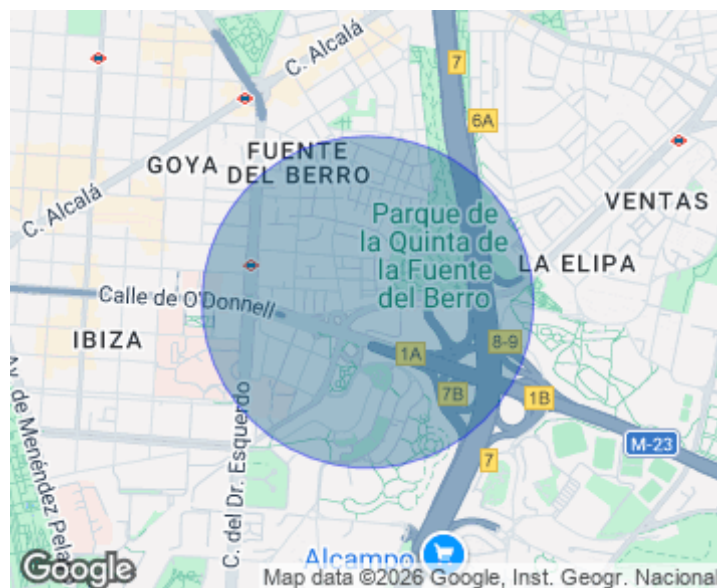 C. Alcalá
7
6A
FUENTE
DEL BERRO
GOYA
VENTAS
C. Alcalá
Parque de
la Quinta de
la Fuente
del Berro
LA ELIPA
Calle de O'Donnell
IBIZA
1A
8-9
7B
1B
M-23
7
Av. de Menéndez Pela
C. del Dr. Esquerdo
Alcampo
Google
Map data ©2026 Google, Inst. Geogr. Nacional